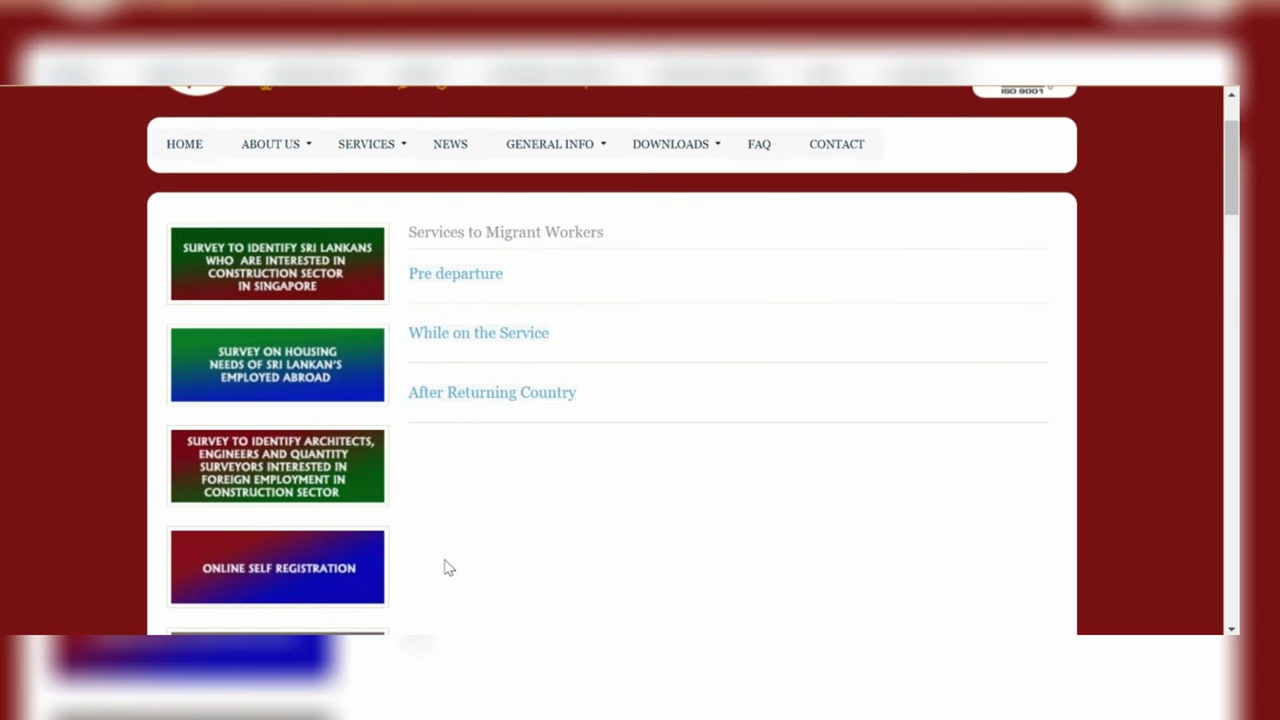 ISO 9001
HOME ABOUT US SERVICES NEWS GENERAL INFO DOWNLOADS FAQ CONTACT
SURVEY TO IDENTIFY SRI LANKANS
WHO ARE INTERESTED IN
CONSTRUCTION SECTOR
IN SINGAPORE
SURVEY ON HOUSING
NEEDS OF SRI LANKAN'S
EMPLOYED ABROAD
SURVEY TO IDENTIFY ARCHITECTS,
ENGINEERS AND QUANTITY
SURVEYORS INTERESTED IN
FOREIGN EMPLOYMENT IN
CONSTRUCTION SECTOR
ONLINE SELF REGISTRATION
Services to Migrant Workers
Pre departure
While on the Service
After Returning Country